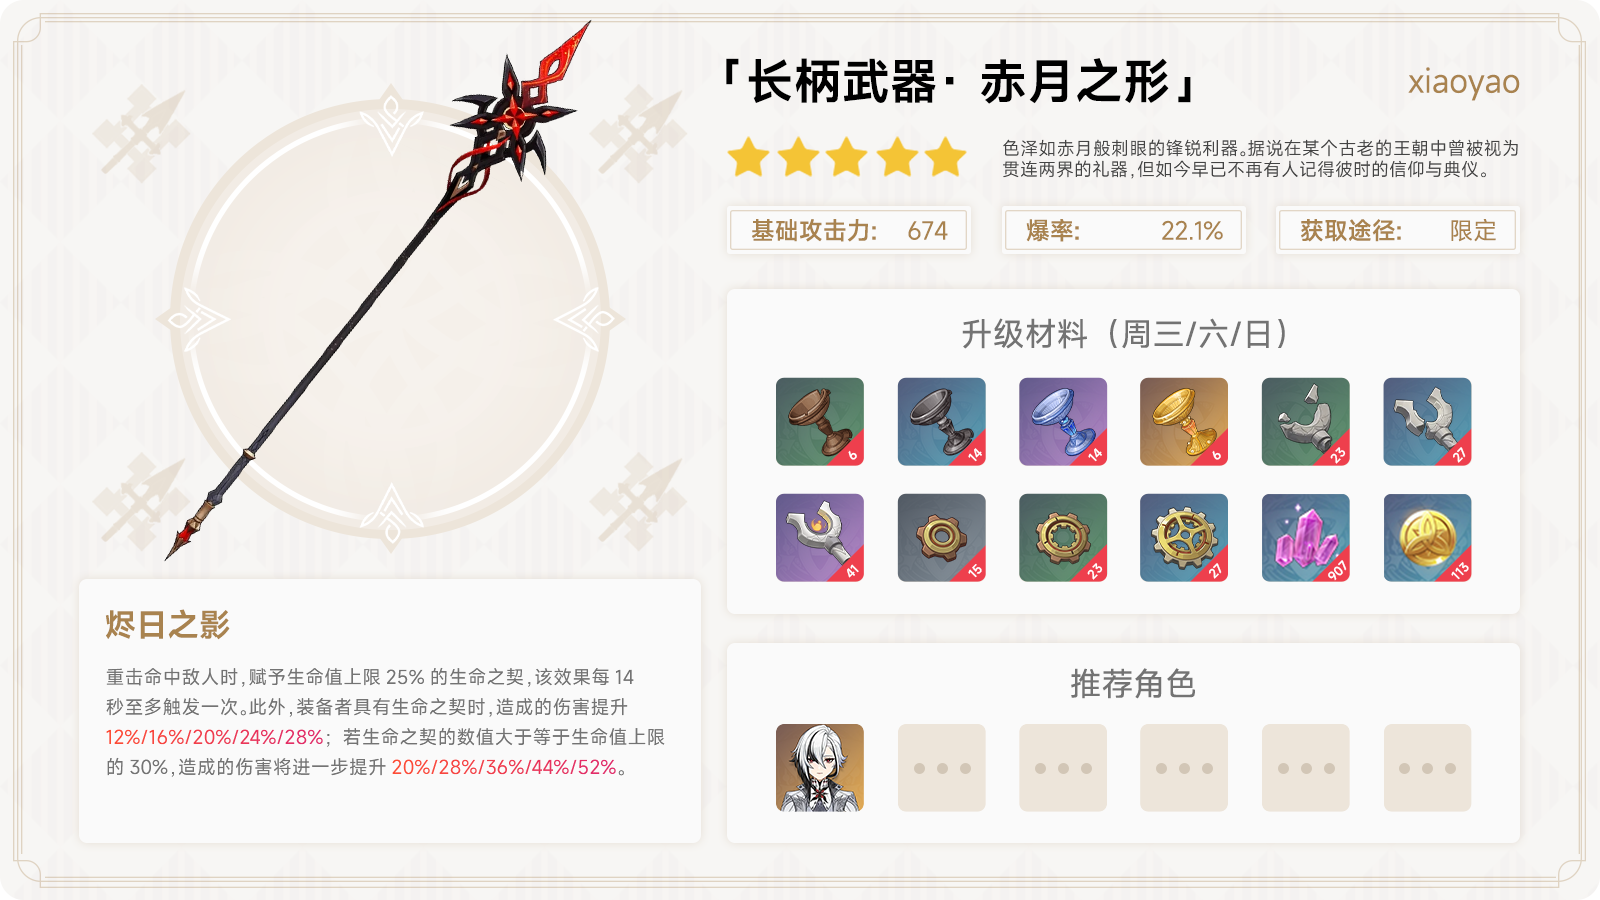 「长柄武器· 赤月之形」
xiaoyao
色泽如赤月般刺眼的锋锐利器。据说在某个古老的王朝中曾被视为
贯连两界的礼器,但如今早已不再有人记得彼时的信仰与典仪。
基础攻击力: 674
爆率: 22.1%
获取途径: 限定
升级材料（周三/六/日）
6 14 14 6 23 27
41 15 23 27 907 113
烬日之影
重击命中敌人时,赋予生命值上限 25% 的生命之契,该效果每 14
秒至多触发一次。此外,装备者具有生命之契时,造成的伤害提升
12%/16%/20%/24%/28%；若生命之契的数值大于等于生命值上限
的 30%,造成的伤害将进一步提升 20%/28%/36%/44%/52%。
推荐角色